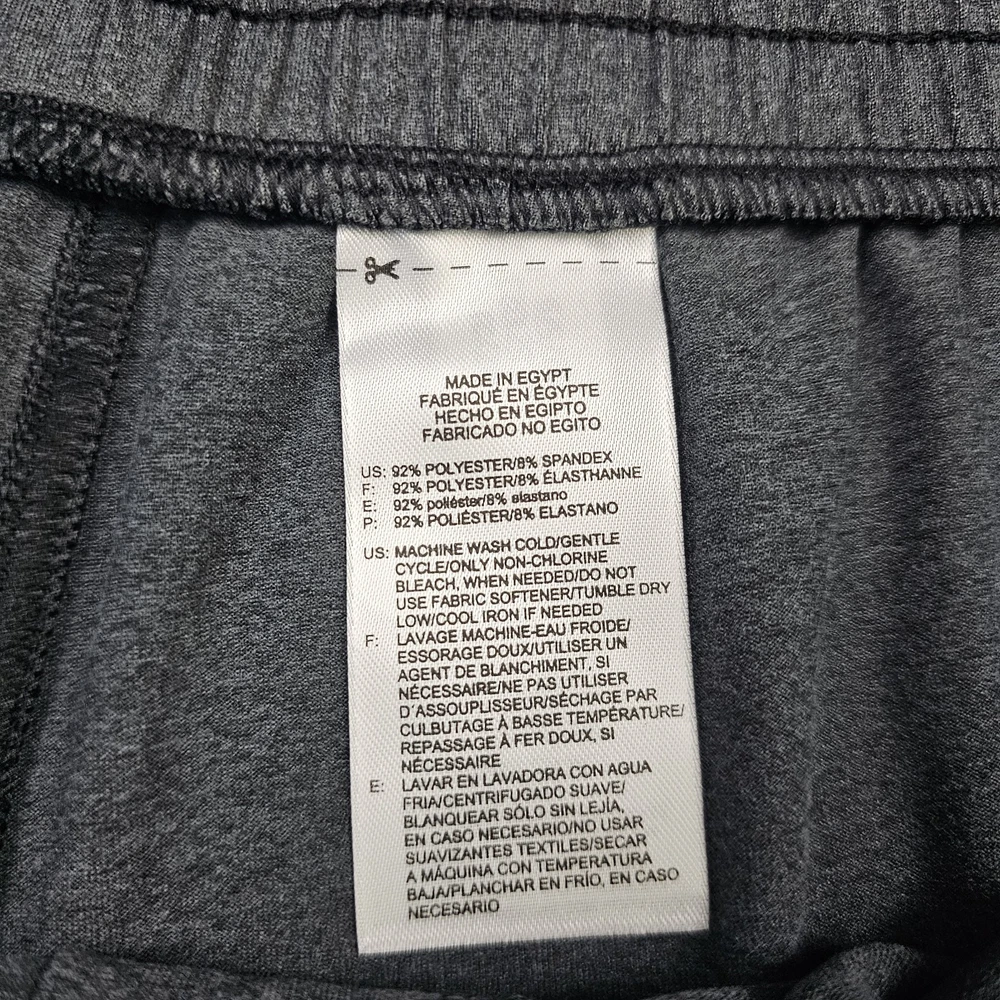 MADE IN EGYPT
FABRIQUÉ EN ÉGYPTE
HECHO EN EGIPTO
FABRICADO NO EGITO
US: 92% POLYESTER/8% SPANDEX
F: 92% POLYESTER/8% ÉLASTHANNE
E: 92% poliéster/8% elastano
P: 92% POLIÉSTER/8% ELASTANO
US: MACHINE WASH COLD/GENTLE
CYCLE/ONLY NON-CHLORINE
BLEACH, WHEN NEEDED/DO NOT
USE FABRIC SOFTENER/TUMBLE DRY
LOW/COOL IRON IF NEEDED
F: LAVAGE MACHINE-EAU FROIDE/
ESSORAGE DOUX/UTILISER UN
AGENT DE BLANCHIMENT, SI
NÉCESSAIRE/NE PAS UTILISER
D'ASSOUPLISSEUR/SÉCHAGE PAR
CULBUTAGE À BASSE TEMPÉRATURE/
REPASSAGE À FER DOUX, SI
NÉCESSAIRE
E: LAVAR EN LAVADORA CON AGUA
FRIA/CENTRIFUGADO SUAVE/
BLANQUEAR SÓLO SIN LEJÍA,
EN CASO NECESARIO/NO USAR
SUAVIZANTES TEXTILES/SECAR
A MÁQUINA CON TEMPERATURA
BAJA/PLANCHAR EN FRÍO, EN CASO
NECESARIO